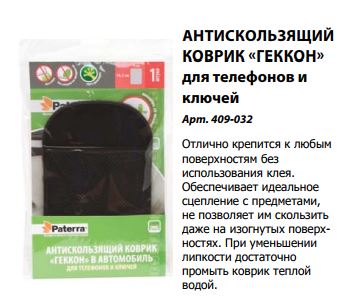 АНТИСКОЛЬЗЯЩИЙ
КОВРИК «ГЕККОН»
для телефонов и
ключей
Арт. 409-032
Отлично крепится к любым
поверхностям без
использования клея.
Обеспечивает идеальное
сцепление с предметами,
не позволяет им скользить
даже на изогнутых поверх-
ностях. При уменьшении
липкости достаточно
промыть коврик теплой
водой.
1
Paterra
АНТИСКОЛЬЗЯЩИЙ КОВРИК
«ГЕККОН» В АВТОМОБИЛЬ
ДЛЯ ТЕЛЕФОНОВ И КЛЮЧЕЙ